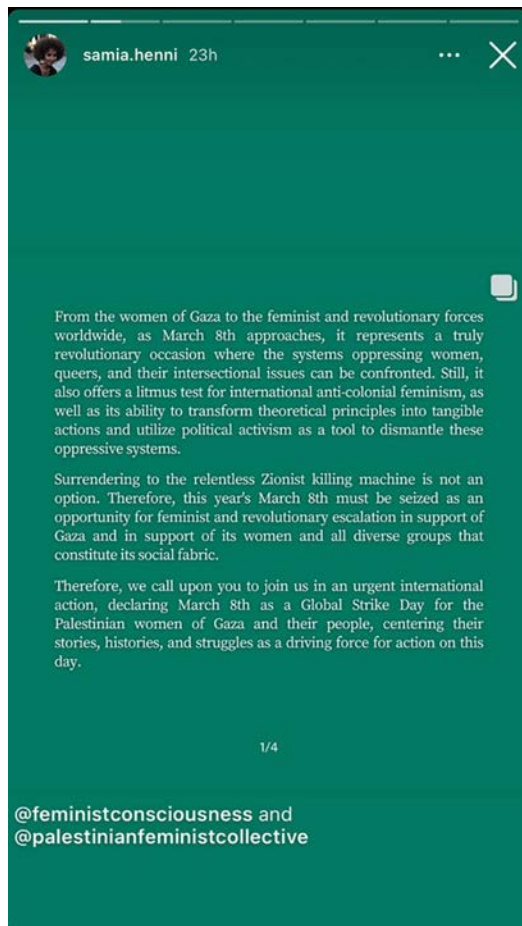 samia.henni 23h
From the women of Gaza to the feminist and revolutionary forces
worldwide, as March 8th approaches, it represents a truly
revolutionary occasion where the systems oppressing women,
queers, and their intersectional issues can be confronted. Still, it
also offers a litmus test for international anti-colonial feminism, as
well as its ability to transform theoretical principles into tangible
actions and utilize political activism as a tool to dismantle these
oppressive systems.
Surrendering to the relentless Zionist killing machine is not an
option. Therefore, this year's March 8th must be seized as an
opportunity for feminist and revolutionary escalation in support of
Gaza and in support of its women and all diverse groups that
constitute its social fabric.
Therefore, we call upon you to join us in an urgent international
action, declaring March 8th as a Global Strike Day for the
Palestinian women of Gaza and their people, centering their
stories, histories, and struggles as a driving force for action on this
day.
1/4
@feministconsciousness and
@palestinianfeministcollective